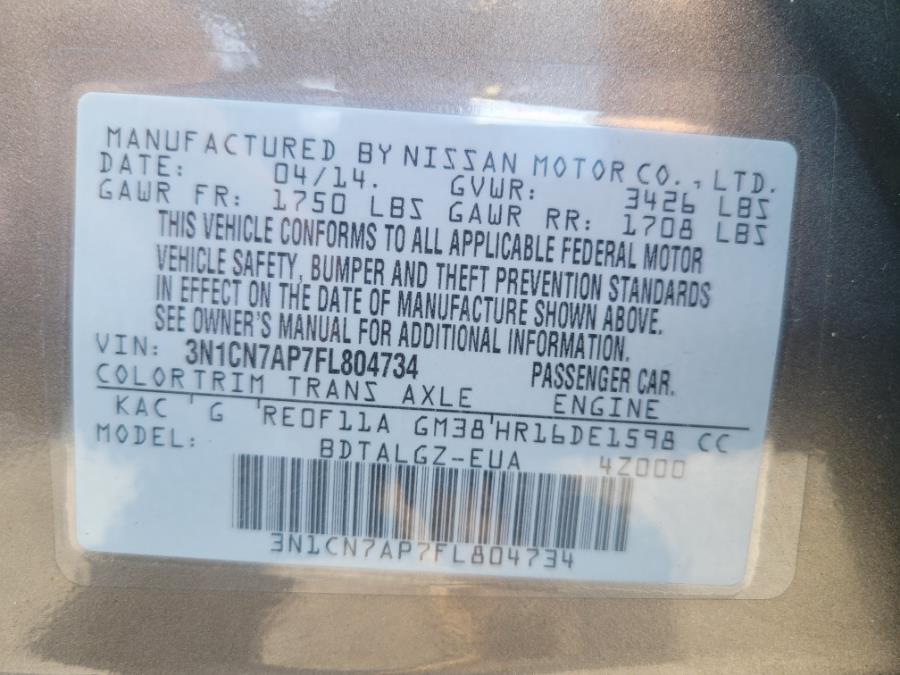 MANUFACTURED BY NISSAN MOTOR CO., LTD.
DATE: 04/14. GVWR: 3426 LBS
GAWR FR: 1750 LBS GAWR RR: 1708 LBS
THIS VEHICLE CONFORMS TO ALL APPLICABLE FEDERAL MOTOR
VEHICLE SAFETY, BUMPER AND THEFT PREVENTION STANDARDS
IN EFFECT ON THE DATE OF MANUFACTURE SHOWN ABOVE.
SEE OWNER'S MANUAL FOR ADDITIONAL INFORMATION.
VIN: 3N1CN7AP7FL804734 PASSENGER CAR.
COLORTRIM TRANS AXLE ENGINE
KAC G RE0F11A GM38 HR16DE1598 CC
MODEL: BDTALGZ-EUA 4Z000
3N1CN7AP7FL804734